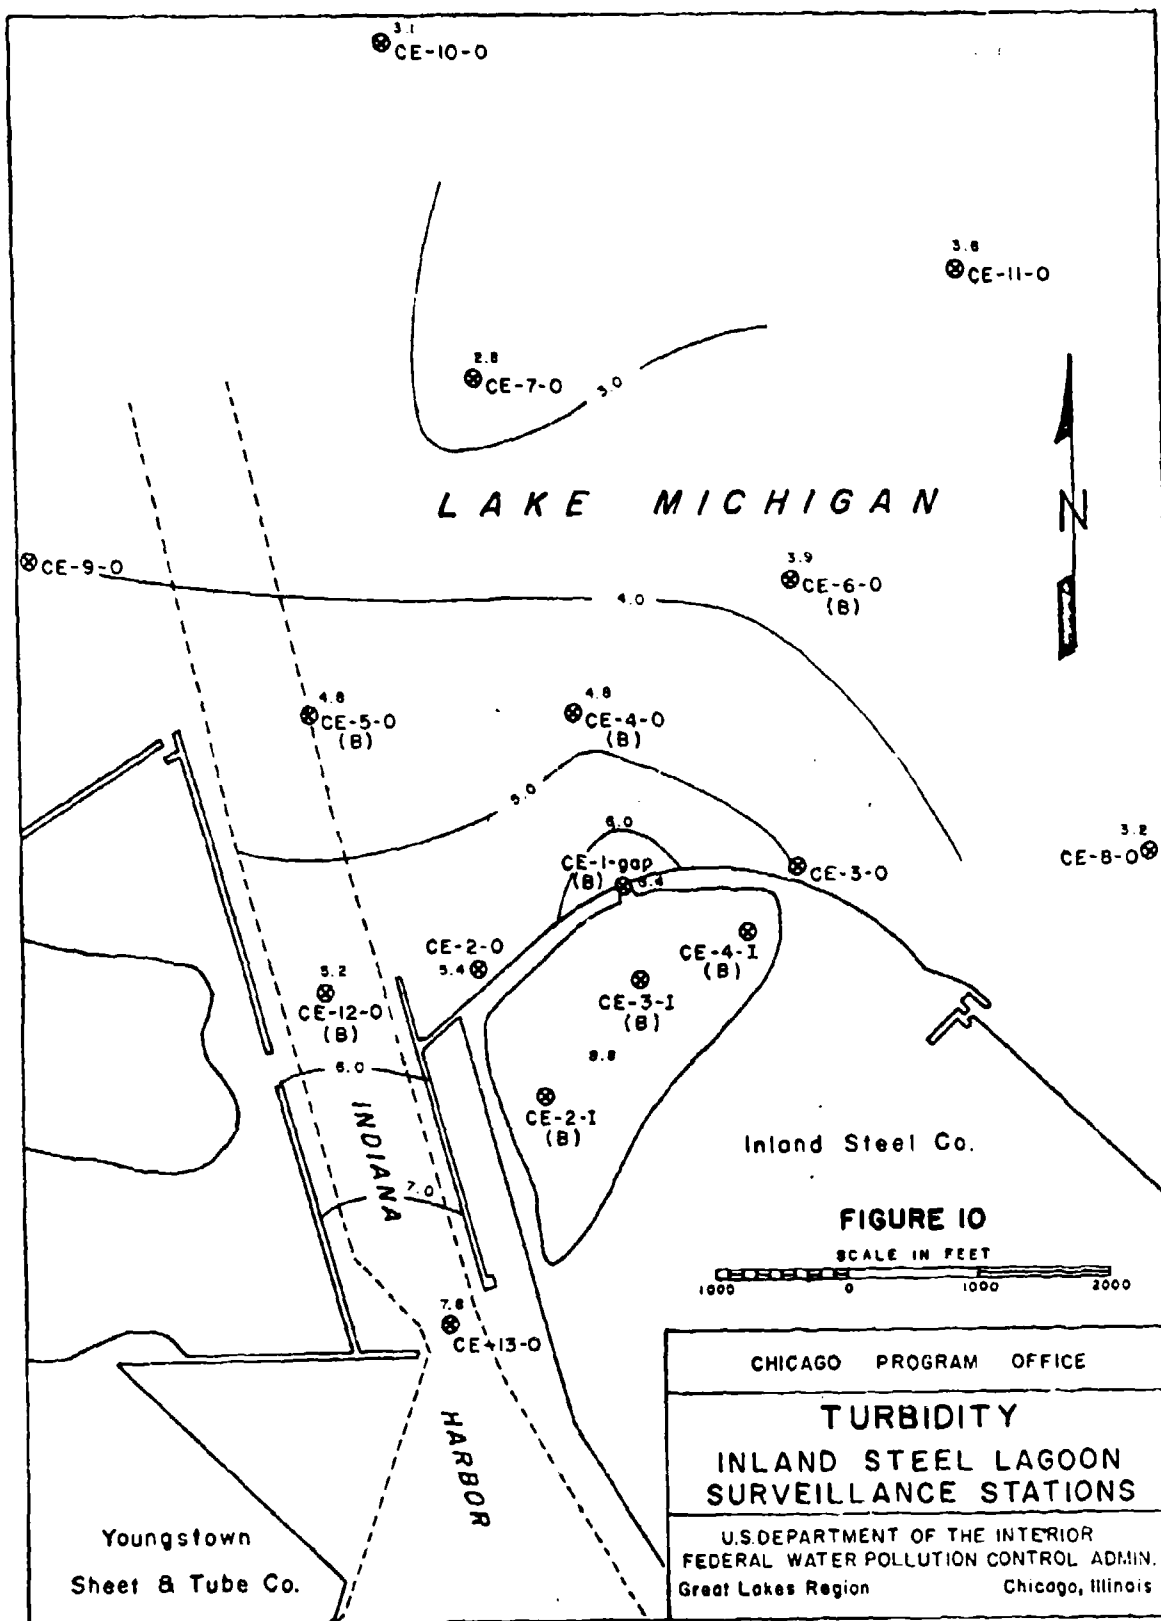 3.1
CE-10-0
3.6
CE-11-0
2.8
CE-7-0
3.0
LAKE MICHIGAN
N
CE-9-0
3.9
CE-6-0
(B)
4.0
4.8
CE-5-0
(B)
4.8
CE-4-0
(B)
5.0
6.0
CE-1-gap
(B)
CE-3-0
3.2
CE-8-0
CE-2-0
5.4
CE-4-I
(B)
5.2
CE-12-0
(B)
CE-3-I
(B)
6.0
CE-2-I
(B)
INDIANA
7.0
Inland Steel Co.
FIGURE 10
SCALE IN FEET
1000 0 1000 2000
7.8
CE-13-0
HARBOR
Youngstown
Sheet & Tube Co.
CHICAGO PROGRAM OFFICE
TURBIDITY
INLAND STEEL LAGOON
SURVEILLANCE STATIONS
U.S. DEPARTMENT OF THE INTERIOR
FEDERAL WATER POLLUTION CONTROL ADMIN.
Great Lakes Region Chicago, Illinois